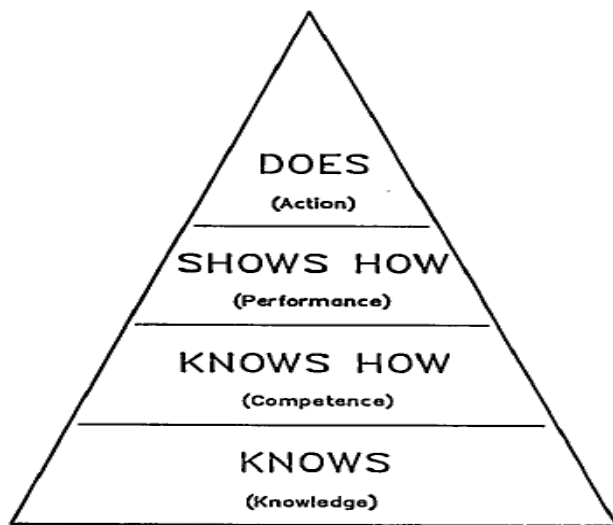 DOES
(Action)
SHOWS HOW
(Performance)
KNOWS HOW
(Competence)
KNOWS
(Knowledge)